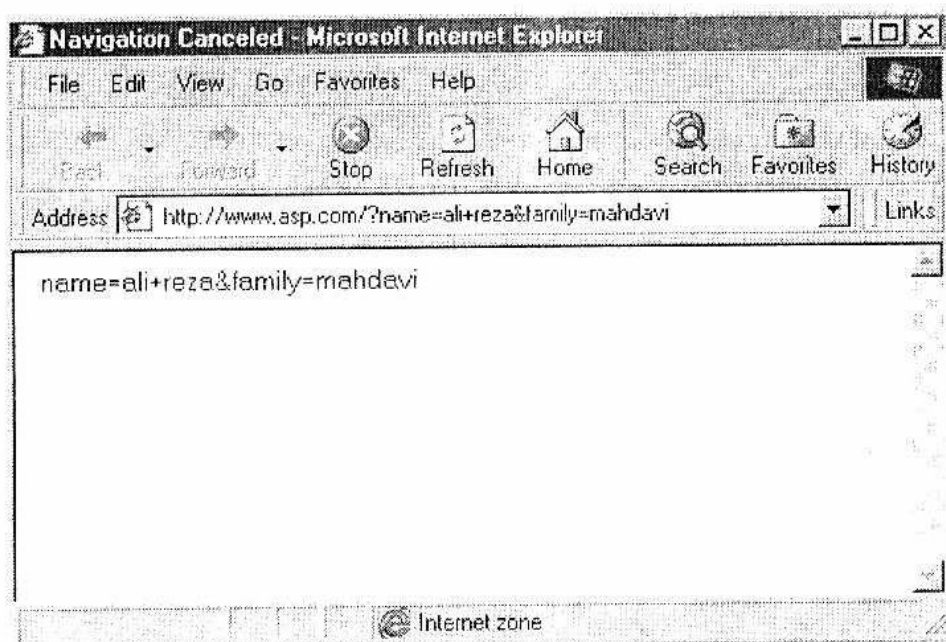 Navigation Canceled - Microsoft Internet Explorer
File Edit View Go Favorites Help
Back Forward Stop Refresh Home Search Favorites History
Address http://www.asp.com/?name=ali+reza&family=mahdavi Links
name=ali+reza&family=mahdavi
Internet zone